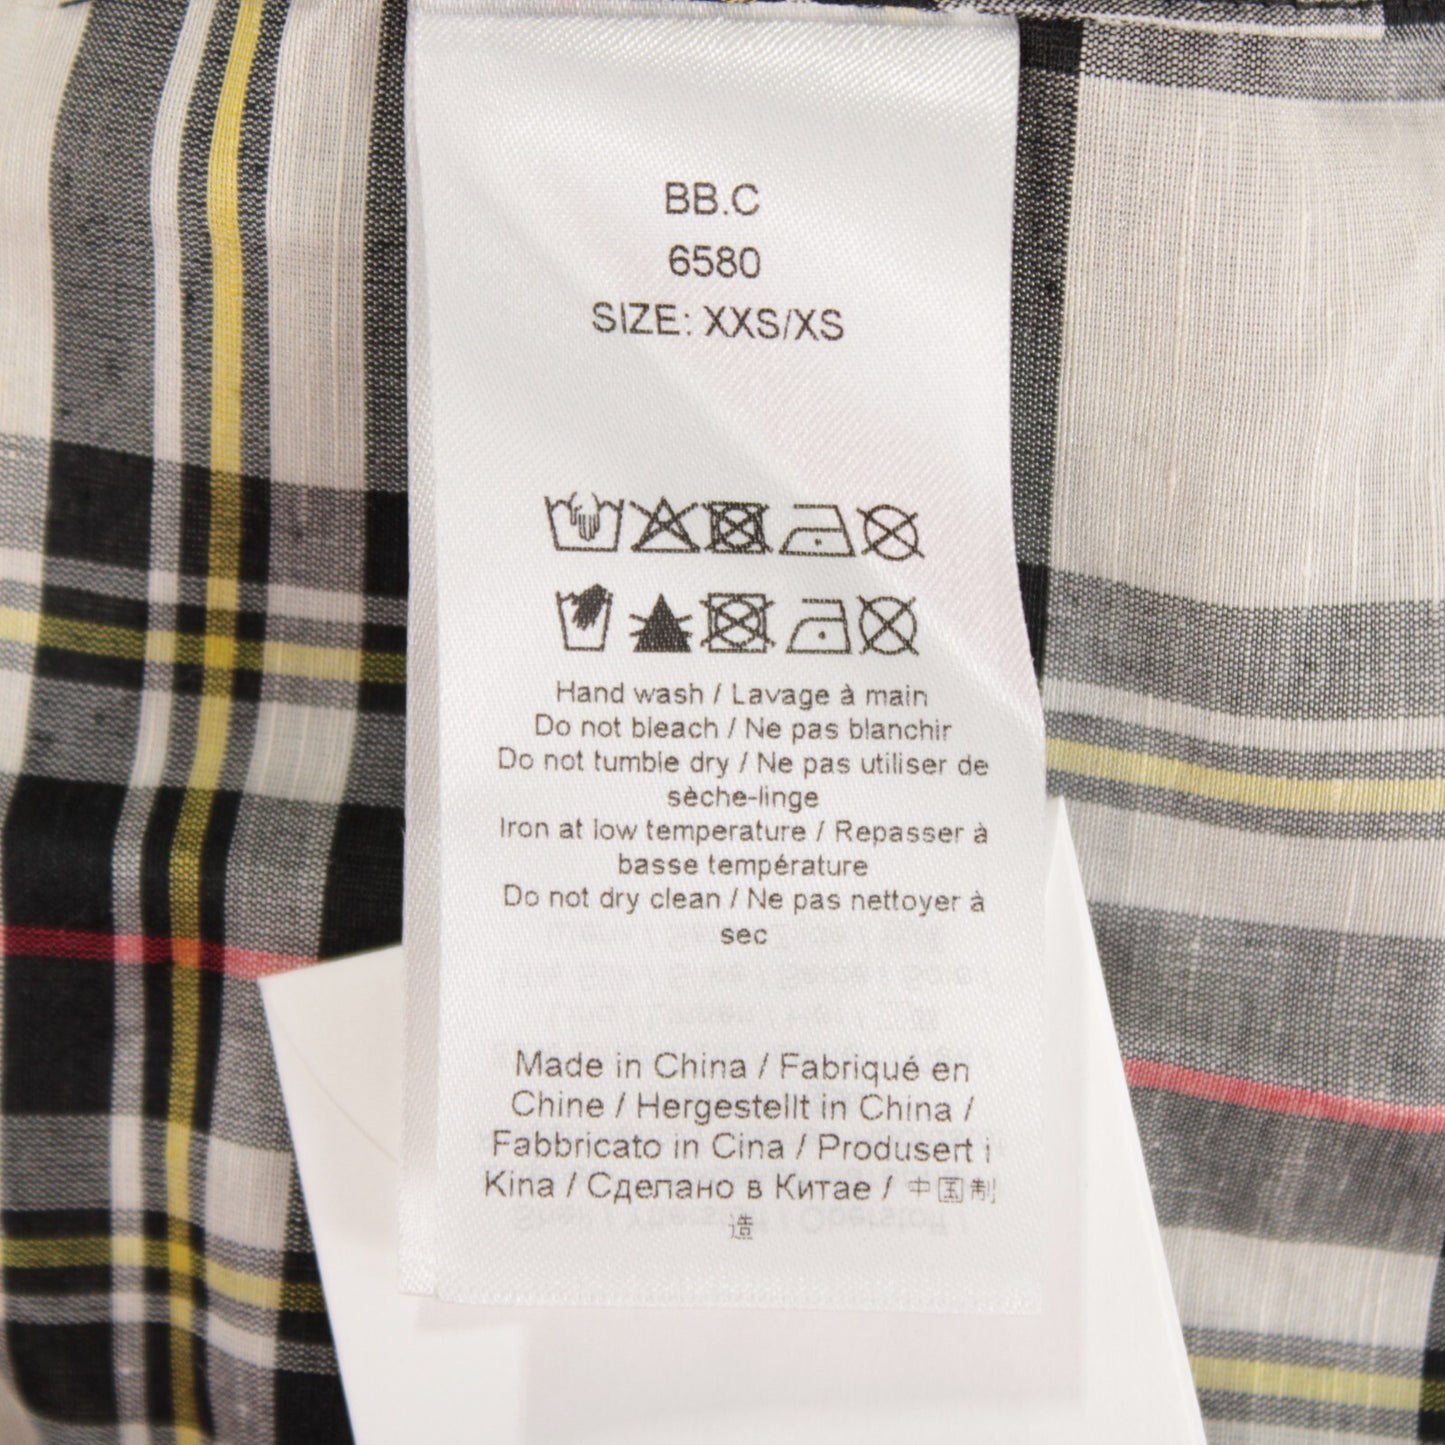 BB.C
6580
SIZE: XXS/XS
Hand wash / Lavage à main
Do not bleach / Ne pas blanchir
Do not tumble dry / Ne pas utiliser de
sèche-linge
Iron at low temperature / Repasser à
basse température
Do not dry clean / Ne pas nettoyer à
sec
Made in China / Fabriqué en
Chine / Hergestellt in China /
Fabbricato in Cina / Produsert i
Kina / Сделано в Китае / 中国制
造